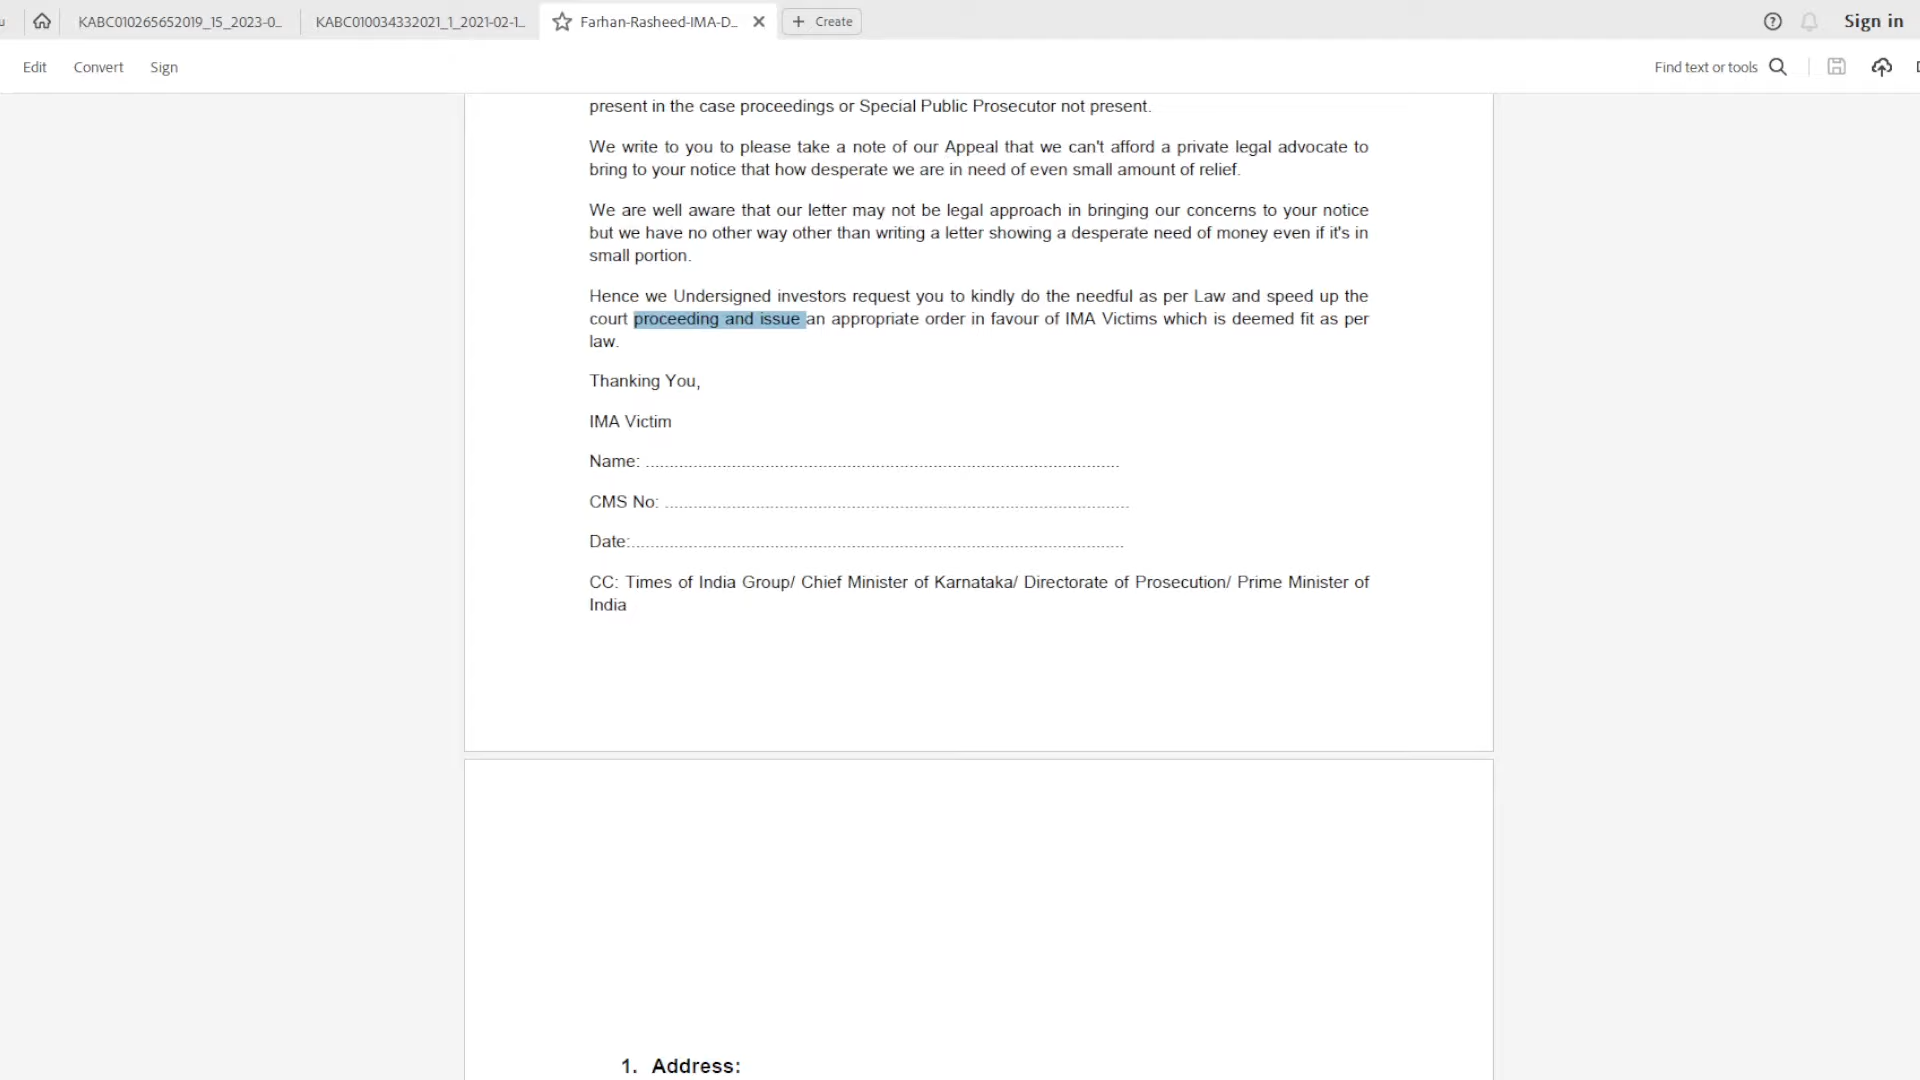 KABC010265652019_15_2023-0...
KABC010034332021_1_2021-02-1...
Farhan-Rasheed-IMA-D...
Create
Sign in
Edit
Convert
Sign
Find text or tools
present in the case proceedings or Special Public Prosecutor not present.
We write to you to please take a note of our Appeal that we can't afford a private legal advocate to
bring to your notice that how desperate we are in need of even small amount of relief.
We are well aware that our letter may not be legal approach in bringing our concerns to your notice
but we have no other way other than writing a letter showing a desperate need of money even if it's in
small portion.
Hence we Undersigned investors request you to kindly do the needful as per Law and speed up the
court proceeding and issue an appropriate order in favour of IMA Victims which is deemed fit as per
law.
Thanking You,
IMA Victim
Name: ....................................................................................................
CMS No: ..................................................................................................
Date:........................................................................................................
CC: Times of India Group/ Chief Minister of Karnataka/ Directorate of Prosecution/ Prime Minister of
India
1. Address: